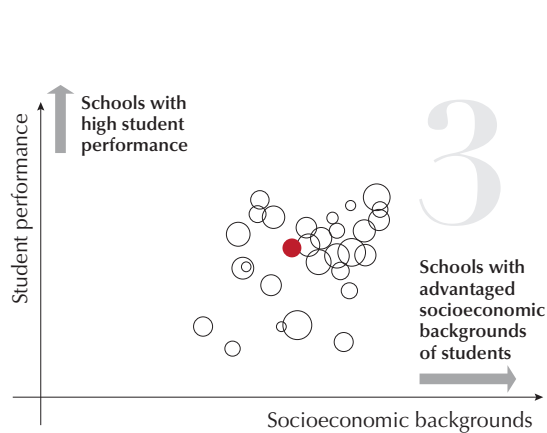 Schools with
high student
performance
3
Student performance
Schools with
advantaged
socioeconomic
backgrounds
of students
Socioeconomic backgrounds